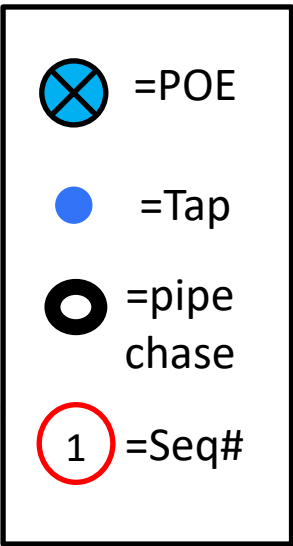 =POE
=Tap
=pipe
chase
1 =Seq#